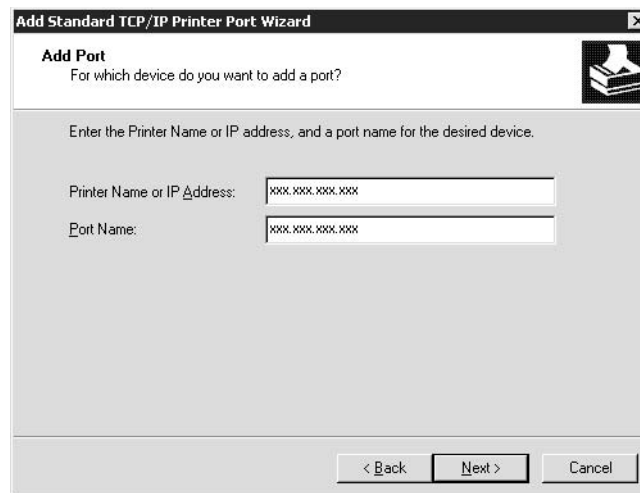 Add Standard TCP/IP Printer Port Wizard
Add Port
For which device do you want to add a port?
Enter the Printer Name or IP address, and a port name for the desired device.
Printer Name or IP Address: xxx.xxx.xxx.xxx
Port Name: xxx.xxx.xxx.xxx
< Back Next > Cancel